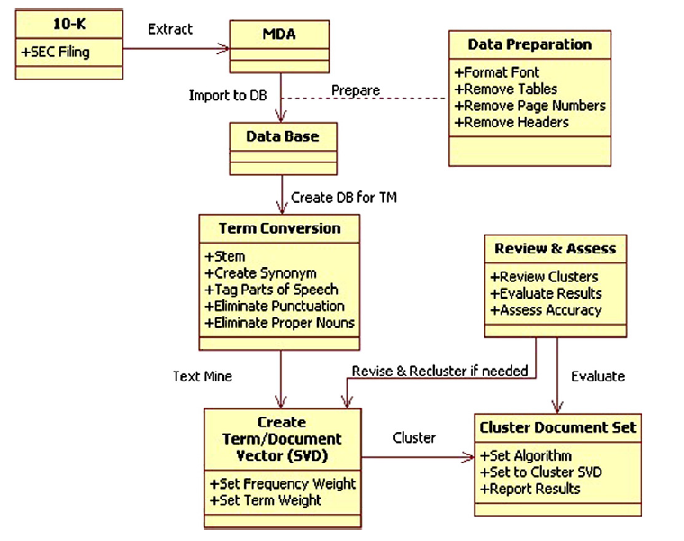 10-K
+SEC Filing
Extract
MDA
Data Preparation
+Format Font
+Remove Tables
+Remove Page Numbers
+Remove Headers
Import to DB
Prepare
Data Base
Create DB for TM
Term Conversion
+Stem
+Create Synonym
+Tag Parts of Speech
+Eliminate Punctuation
+Eliminate Proper Nouns
Review & Assess
+Review Clusters
+Evaluate Results
+Assess Accuracy
Text Mine
Revise & Recluster if needed
Evaluate
Create
Term/Document
Vector (SVD)
+Set Frequency Weight
+Set Term Weight
Cluster
Cluster Document Set
+Set Algorithm
+Set to Cluster SVD
+Report Results